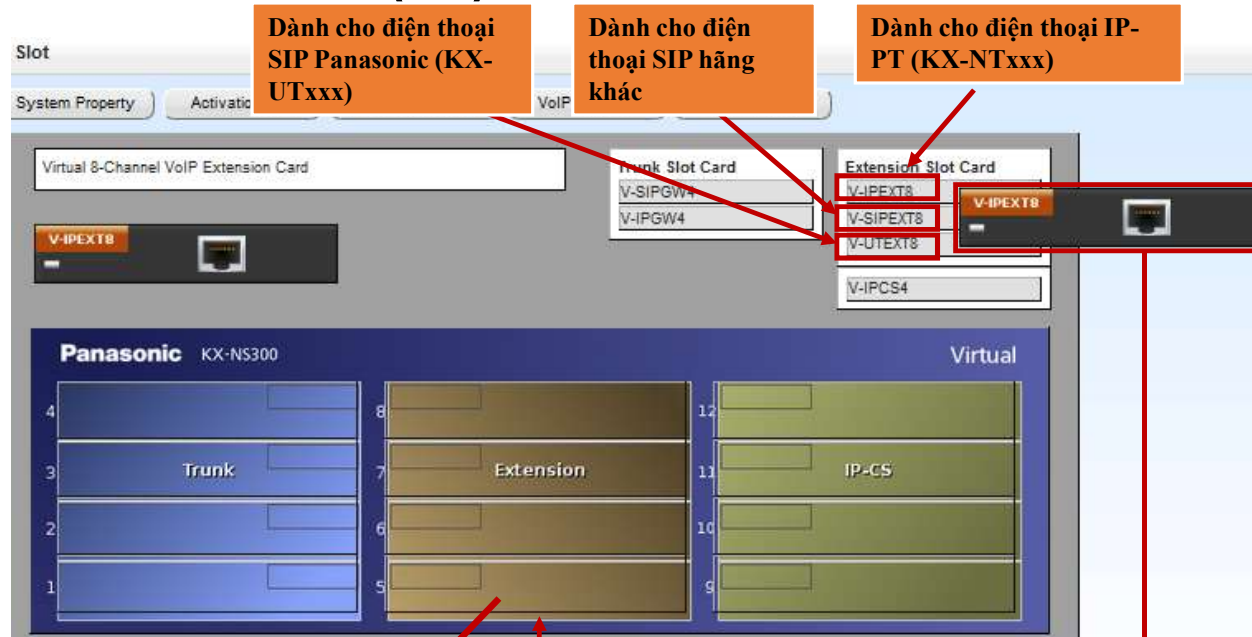 Dành cho điện thoại
SIP Panasonic (KX-
UTxxx)
Dành cho điện
thoại SIP hãng
khác
Dành cho điện thoại IP-
PT (KX-NTxxx)
Slot
System Property
VoIP
Virtual 8-Channel VoIP Extension Card
Trunk Slot Card
V-SIPGW4
V-IPGW4
Extension Slot Card
V-IPEXT8
V-SIPEXT8
V-UTEXT8
V-IPCS4
V-IPEXT8
V-IPEXT8
Panasonic KX-NS300
Virtual
4
8
12
3 Trunk
7 Extension
11 IP-CS
2
6
10
1
5
9